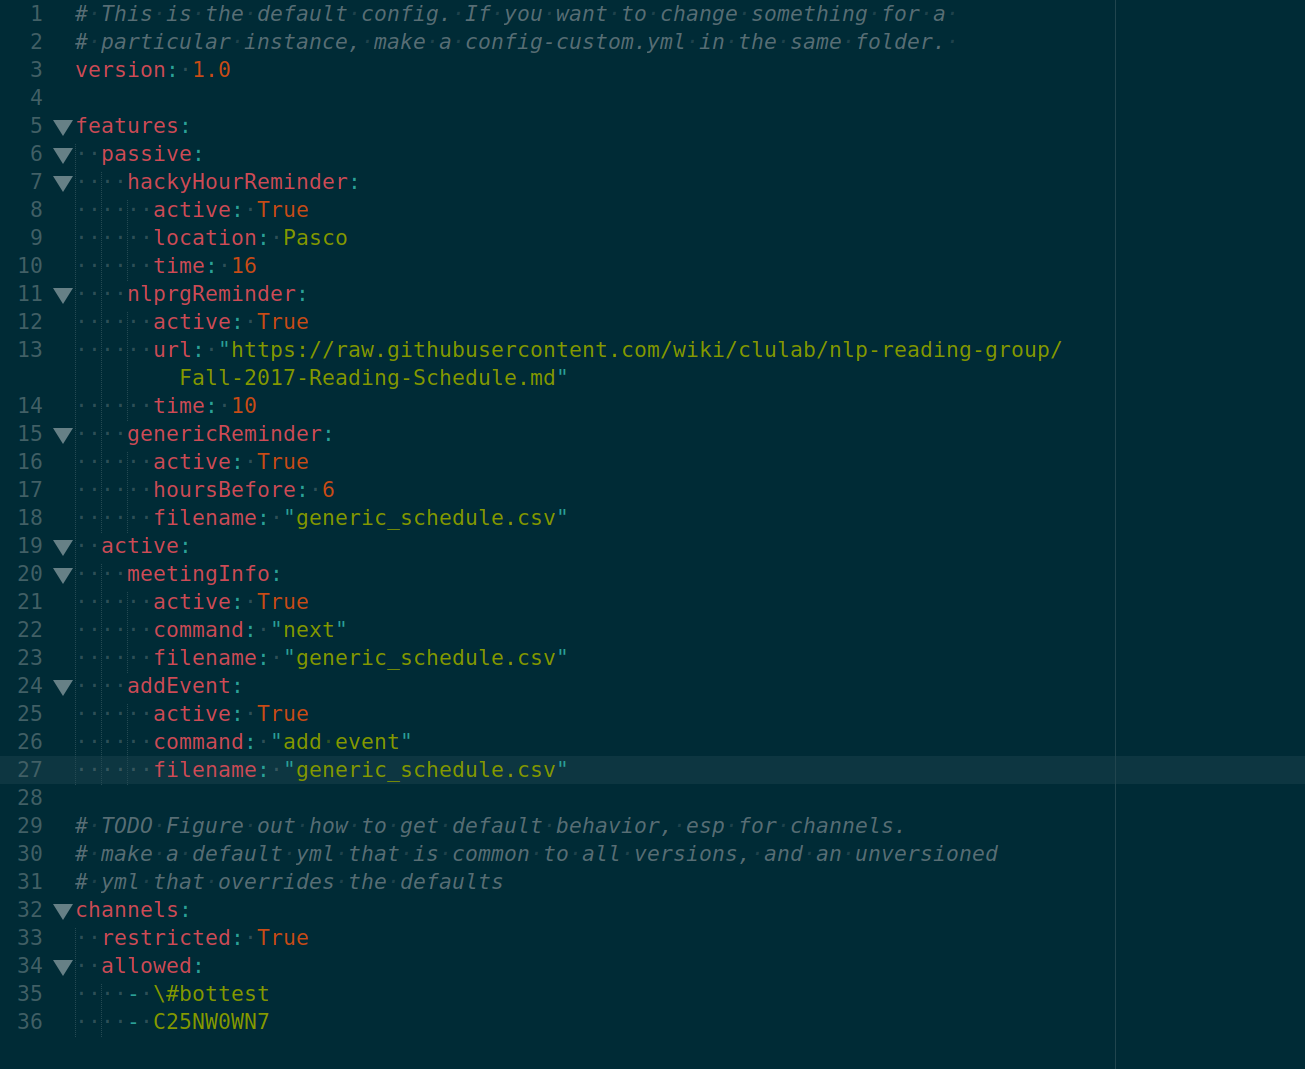 1 # This is the default config. If you want to change something for a
2 # particular instance, make a config-custom.yml in the same folder.
3 version: 1.0
4
5 features:
6   passive:
7     hackyHourReminder:
8       active: True
9       location: Pasco
10       time: 16
11     nlprgReminder:
12       active: True
13       url: "https://raw.githubusercontent.com/wiki/clulab/nlp-reading-group/
        Fall-2017-Reading-Schedule.md"
14       time: 10
15     genericReminder:
16       active: True
17       hoursBefore: 6
18       filename: "generic_schedule.csv"
19   active:
20     meetingInfo:
21       active: True
22       command: "next"
23       filename: "generic_schedule.csv"
24     addEvent:
25       active: True
26       command: "add event"
27       filename: "generic_schedule.csv"
28
29 # TODO Figure out how to get default behavior, esp for channels.
30 # make a default yml that is common to all versions, and an unversioned
31 # yml that overrides the defaults
32 channels:
33   restricted: True
34   allowed:
35     - \#bottest
36     - C25NW0WN7